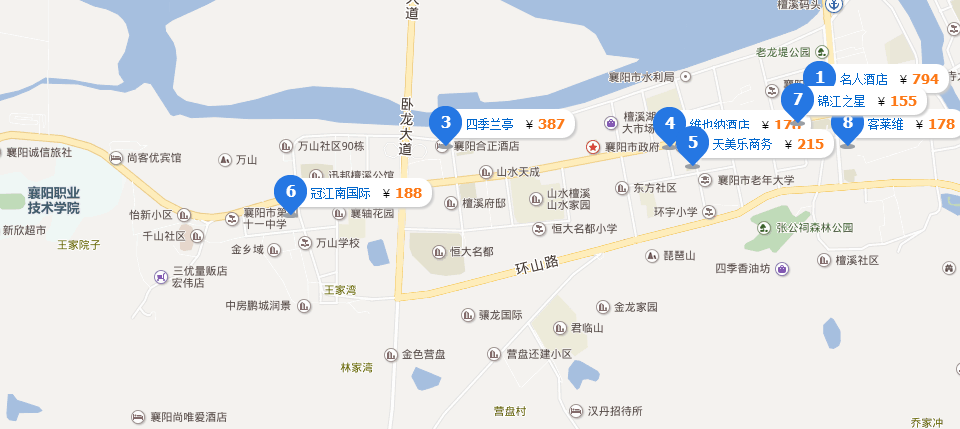 大道
檀溪码头
老龙堤公园
襄阳市水利局
1 名人酒店 ¥ 794
7 锦江之星 ¥ 155
卧龙大道
3 四季兰亭 ¥ 387
檀溪湖
大市场
4 维也纳酒店 ¥ 170
8 客莱维 ¥ 178
5 天美乐商务 ¥ 215
襄阳诚信旅社
尚客优宾馆
万山
万山社区90栋
襄阳合正酒店
襄阳市政府
迅邦檀溪公馆
山水天成
襄阳市老年大学
6 冠江南国际 ¥ 188
东方社区
山水檀溪
山水家园
襄阳职业
技术学院
怡新小区
襄阳市第
十一中学
襄轴花园
檀溪府邸
环宇小学
新欣超市
王家院子
千山社区
金乡域
万山学校
恒大名都
恒大名都小学
张公祠森林公园
环山路
琵琶山
四季香油坊
檀溪社区
三优量贩店
宏伟店
王家湾
中房鹏城润景
骧龙国际
金龙家园
君临山
林家湾
金色营盘
营盘还建小区
襄阳尚唯爱酒店
营盘村
汉丹招待所
乔家冲